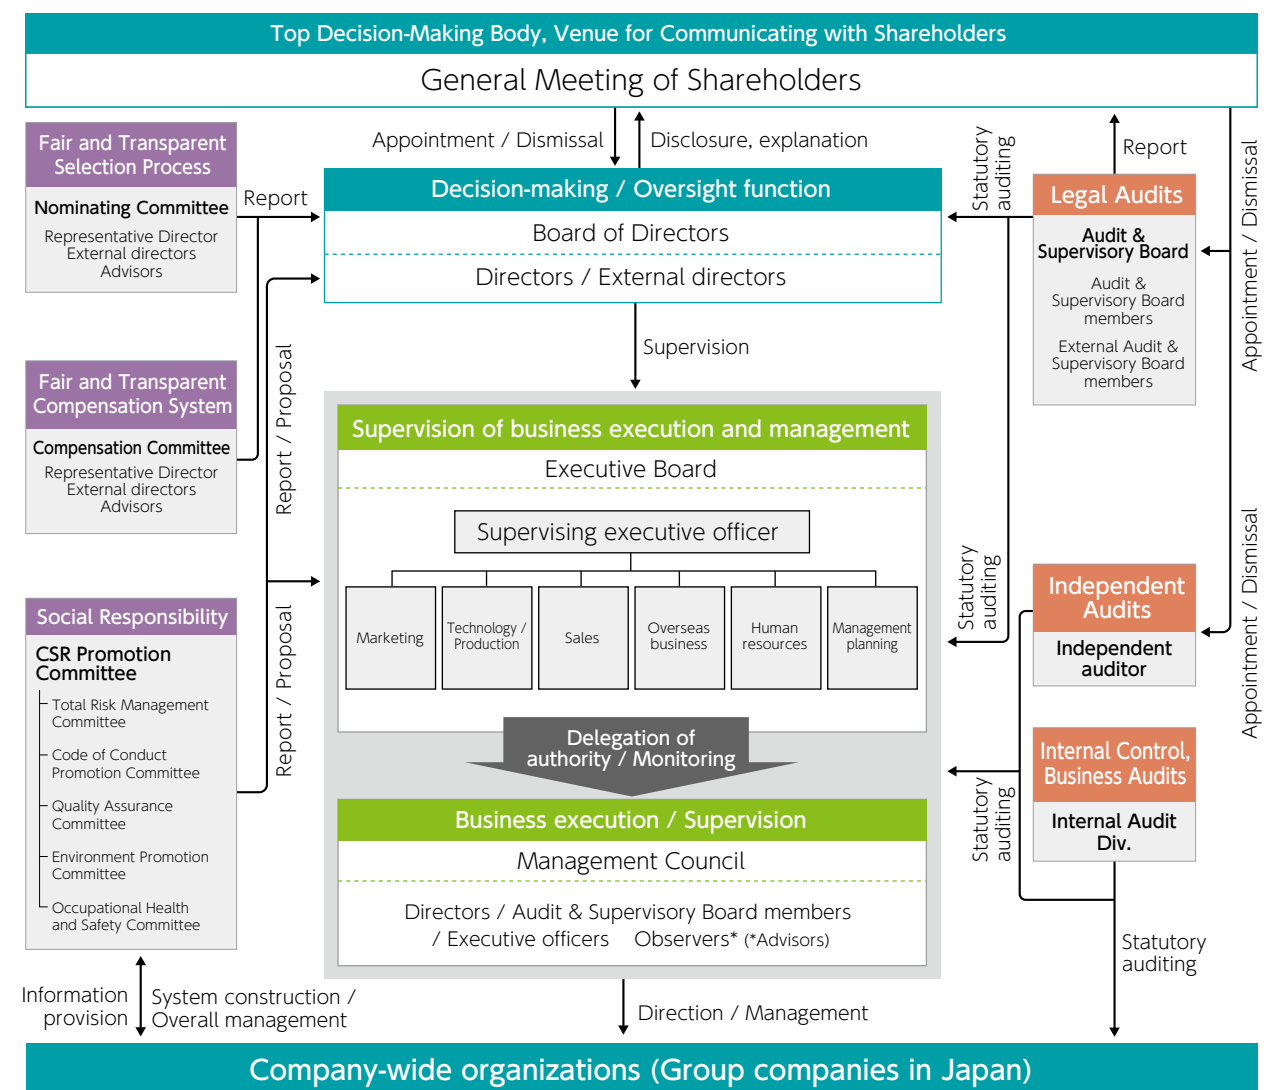 Top Decision-Making Body, Venue for Communicating with Shareholders
General Meeting of Shareholders
Appointment / Dismissal
Disclosure, explanation
Statutory
auditing
Report
Appointment / Dismissal
Fair and Transparent
Selection Process
Nominating Committee
Representative Director
External directors
Advisors
Report
Decision-making / Oversight function
Board of Directors
Directors / External directors
Legal Audits
Audit &
Supervisory Board
Audit &
Supervisory Board
members
External Audit &
Supervisory Board
members
Supervision
Fair and Transparent
Compensation System
Compensation Committee
Representative Director
External directors
Advisors
Report / Proposal
Supervision of business execution and management
Executive Board
Supervising executive officer
Marketing
Technology /
Production
Sales
Overseas
business
Human
resources
Management
planning
Statutory
auditing
Independent
Audits
Independent
auditor
Appointment / Dismissal
Social Responsibility
CSR Promotion
Committee
Total Risk Management
Committee
Code of Conduct
Promotion Committee
Quality Assurance
Committee
Environment Promotion
Committee
Occupational Health
and Safety Committee
Report / Proposal
Delegation of
authority / Monitoring
Business execution / Supervision
Management Council
Directors / Audit & Supervisory Board members
/ Executive officers Observers* (*Advisors)
Statutory
auditing
Internal Control,
Business Audits
Internal Audit
Div.
Statutory
auditing
Information
provision
System construction /
Overall management
Direction / Management
Company-wide organizations (Group companies in Japan)